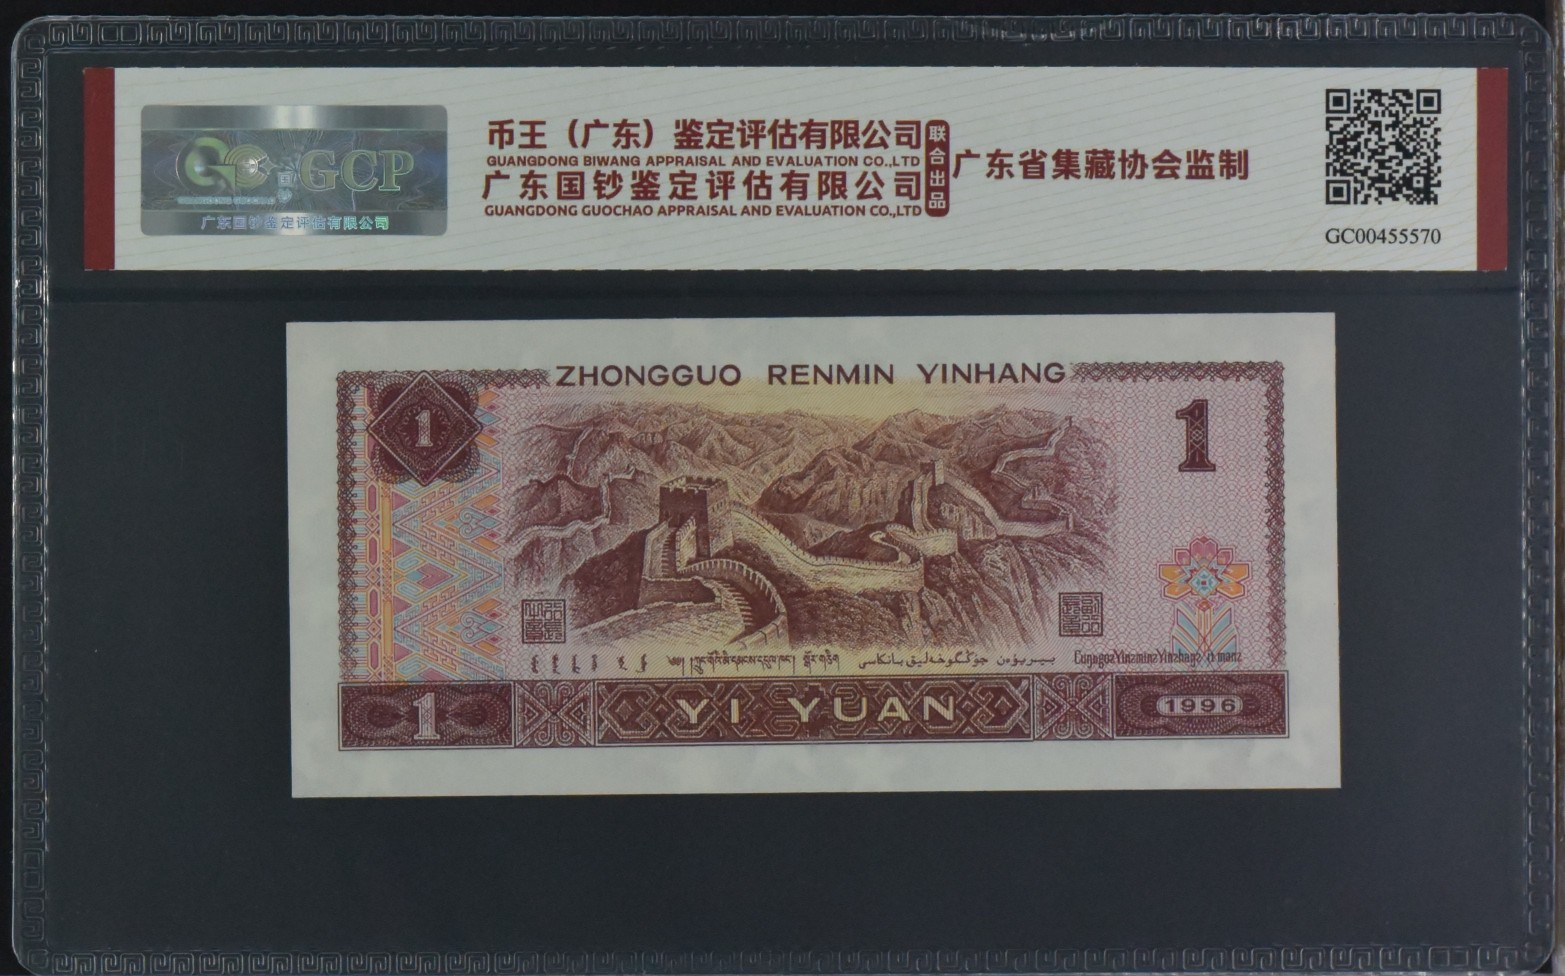 币王（广东）鉴定评估有限公司
GUANGDONG BIWANG APPRAISAL AND EVALUATION CO.,LTD
广东国钞鉴定评估有限公司
GUANGDONG GUOCHAO APPRAISAL AND EVALUATION CO.,LTD
联合出品
广东省集藏协会监制
GCP
国钞
广东国钞鉴定评估有限公司
GC00455570
ZHONGGUO RENMIN YINHANG
1
1
1
YI YUAN
1996